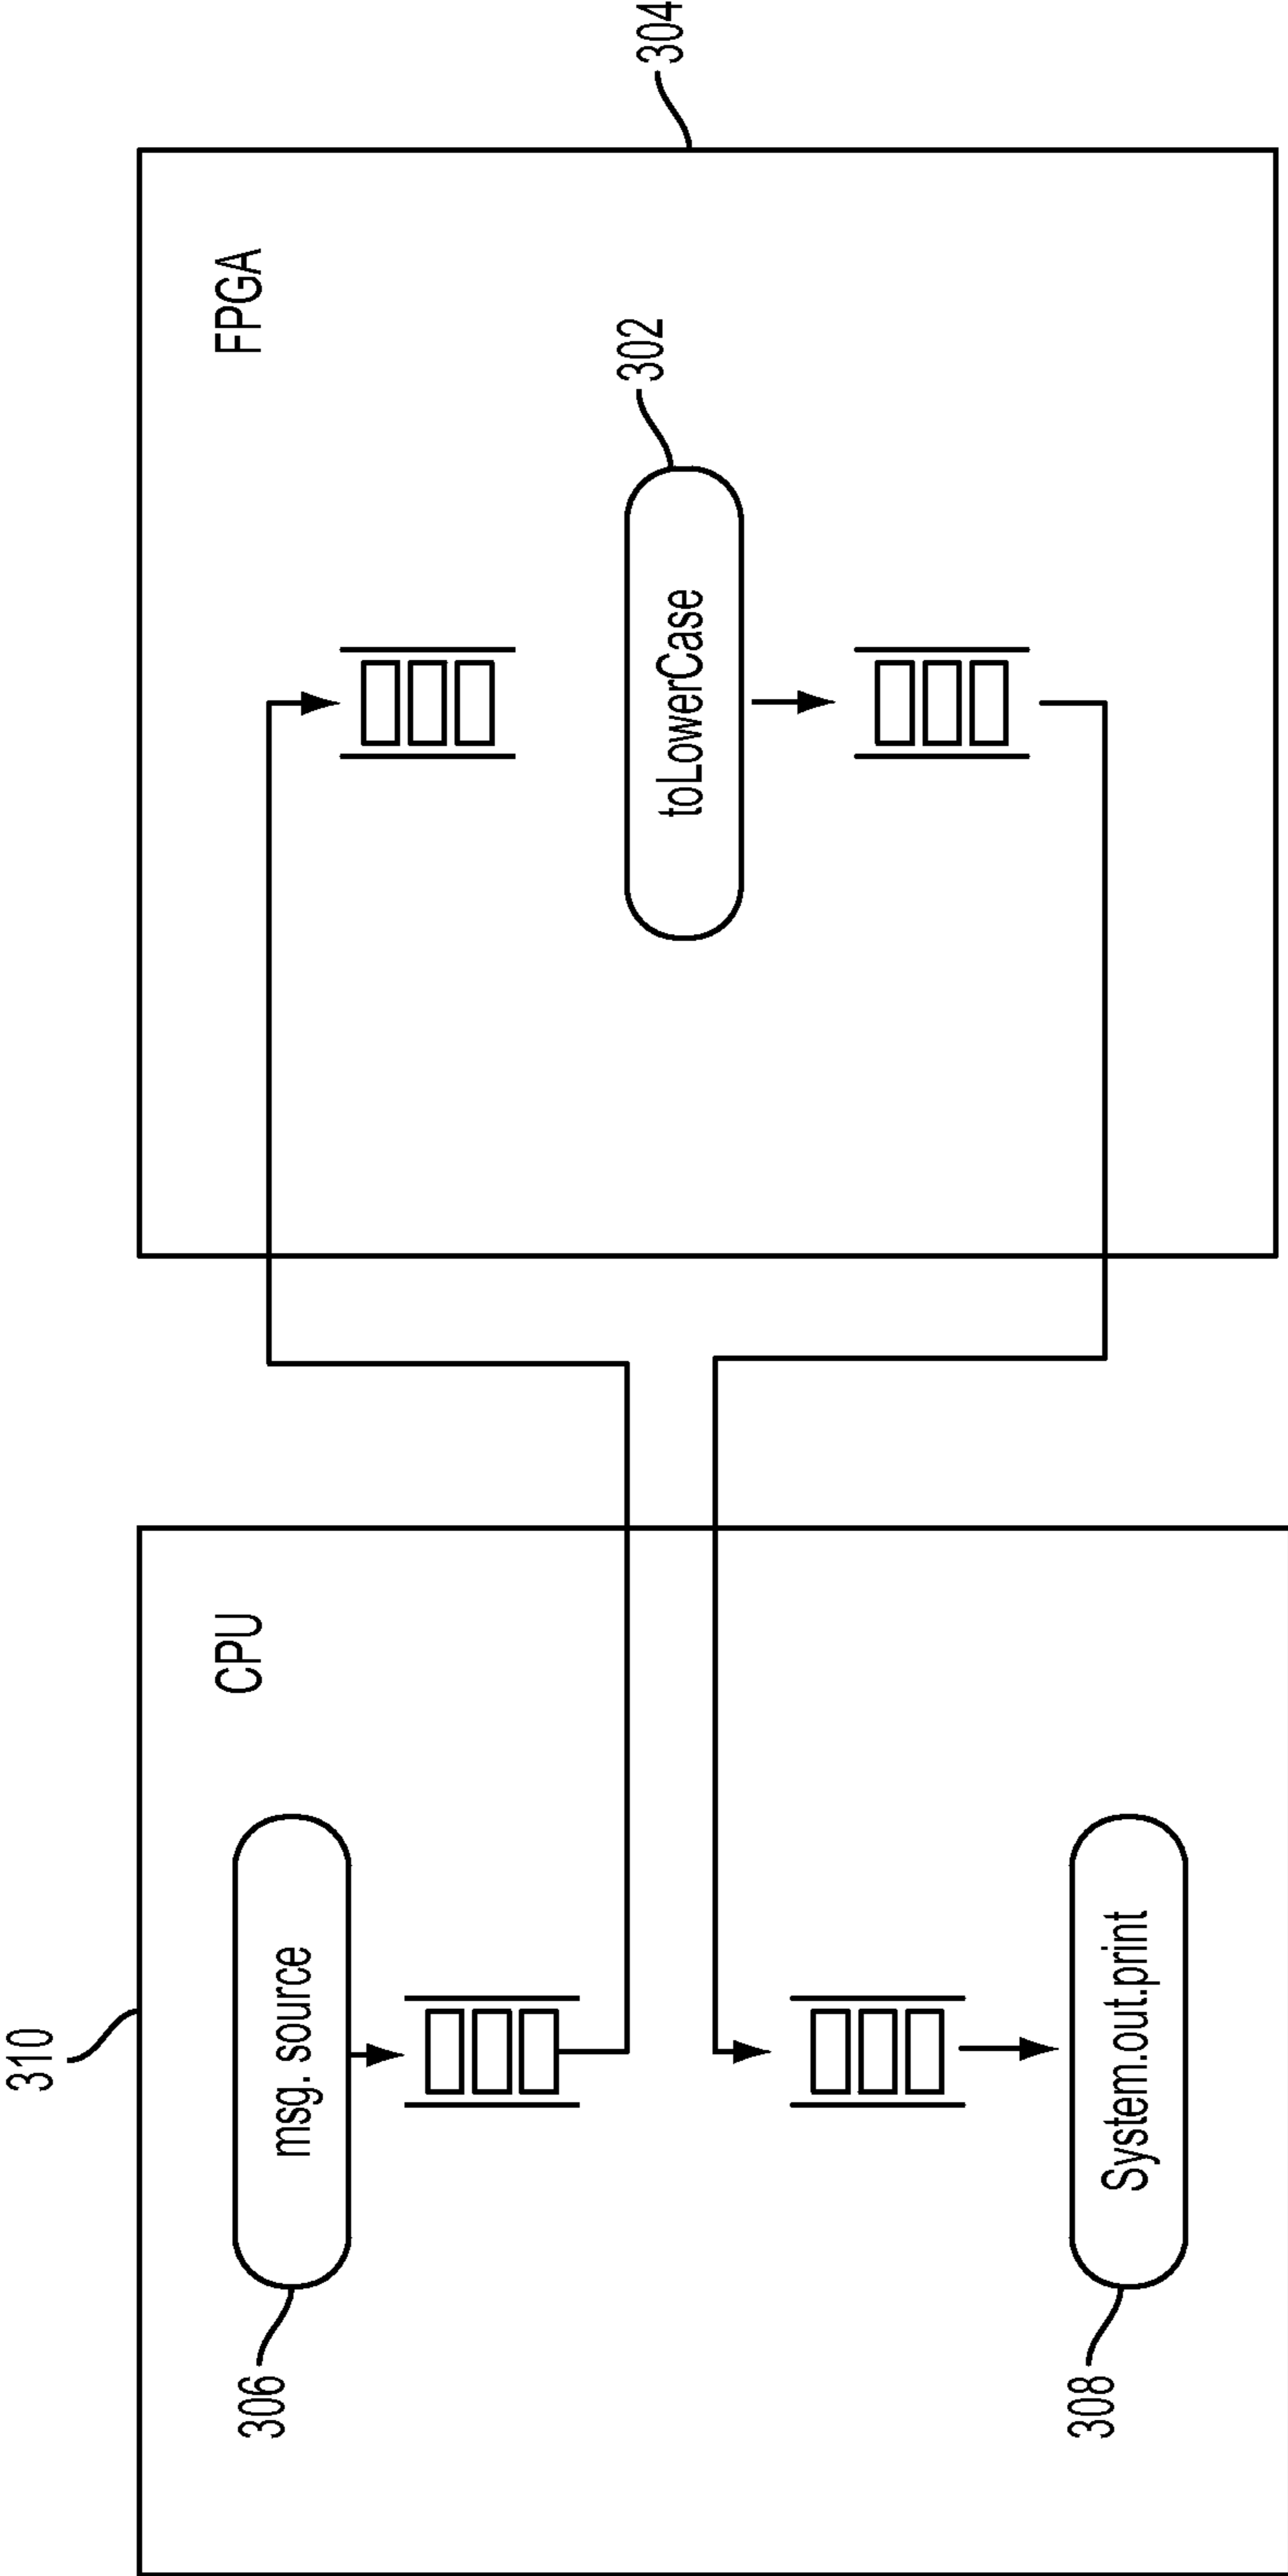 310
CPU
FPGA
306
msg. source
302
304
toLowerCase
308
System.out.print